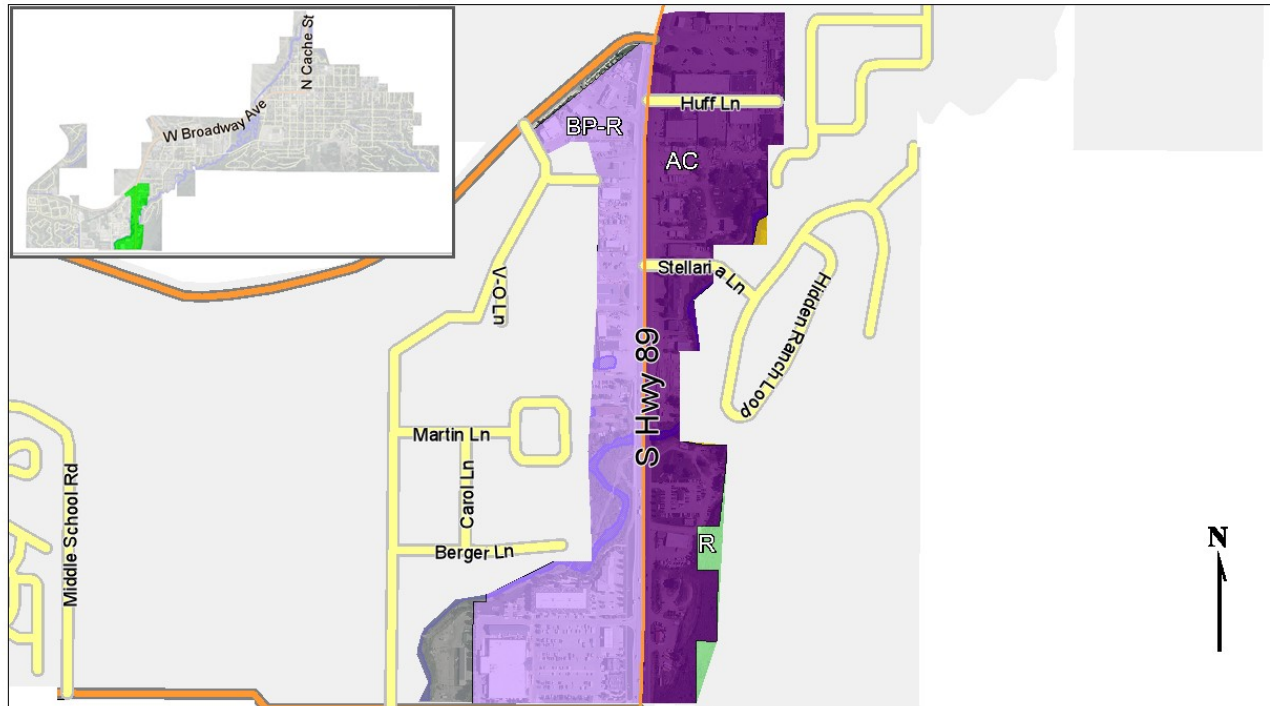 N Cache St
W Broadway Ave
Huff Ln
BP-R
AC
Stellaria Ln
V-O Ln
Hidden Ranch Loop
S Hwy 89
Martin Ln
Carol Ln
Middle School Rd
Berger Ln
R
N